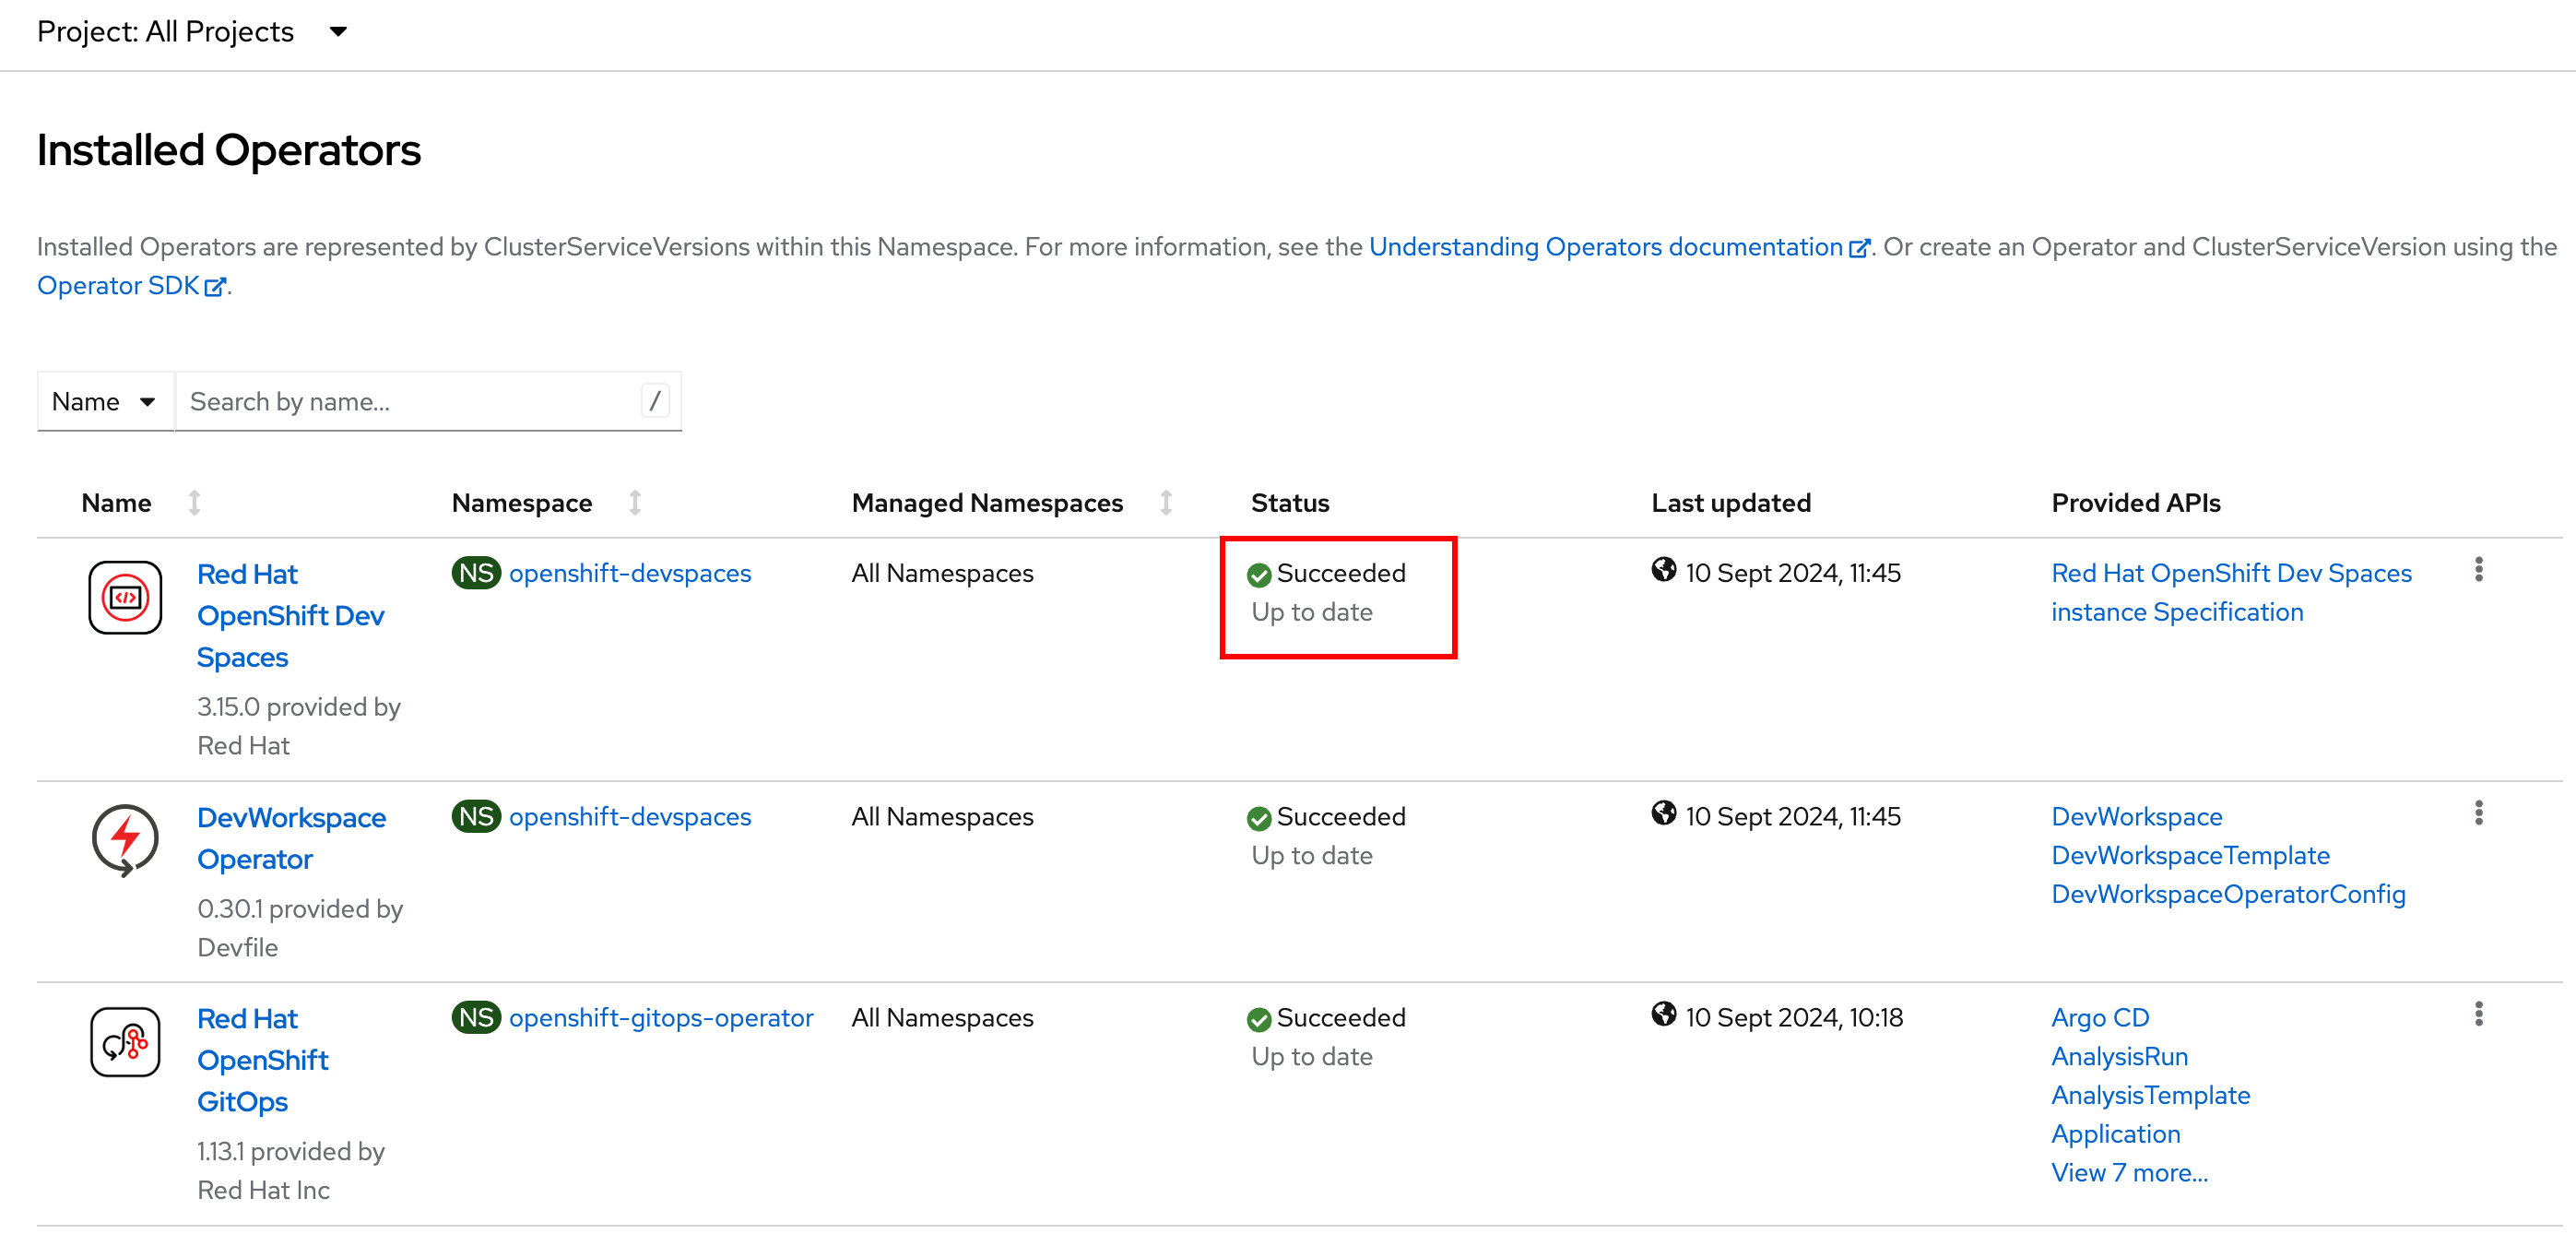 Project: All Projects
Installed Operators
Installed Operators are represented by ClusterServiceVersions within this Namespace. For more information, see the Understanding Operators documentation. Or create an Operator and ClusterServiceVersion using the
Operator SDK.
Name Search by name... /
Name Namespace Managed Namespaces Status Last updated Provided APIs
Red Hat
OpenShift Dev
Spaces
3.15.0 provided by
Red Hat
NS openshift-devspaces
All Namespaces
Succeeded
Up to date
10 Sept 2024, 11:45
Red Hat OpenShift Dev Spaces
instance Specification
DevWorkspace
Operator
0.30.1 provided by
Devfile
NS openshift-devspaces
All Namespaces
Succeeded
Up to date
10 Sept 2024, 11:45
DevWorkspace
DevWorkspaceTemplate
DevWorkspaceOperatorConfig
Red Hat
OpenShift
GitOps
1.13.1 provided by
Red Hat Inc
NS openshift-gitops-operator
All Namespaces
Succeeded
Up to date
10 Sept 2024, 10:18
Argo CD
AnalysisRun
AnalysisTemplate
Application
View 7 more...